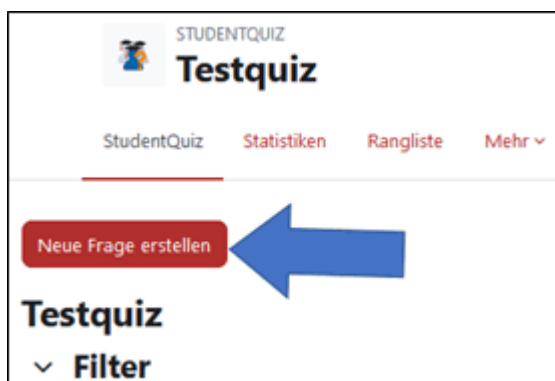 STUDENTQUIZ
Testquiz
StudentQuiz Statistiken Rangliste Mehr
Neue Frage erstellen
Testquiz
Filter